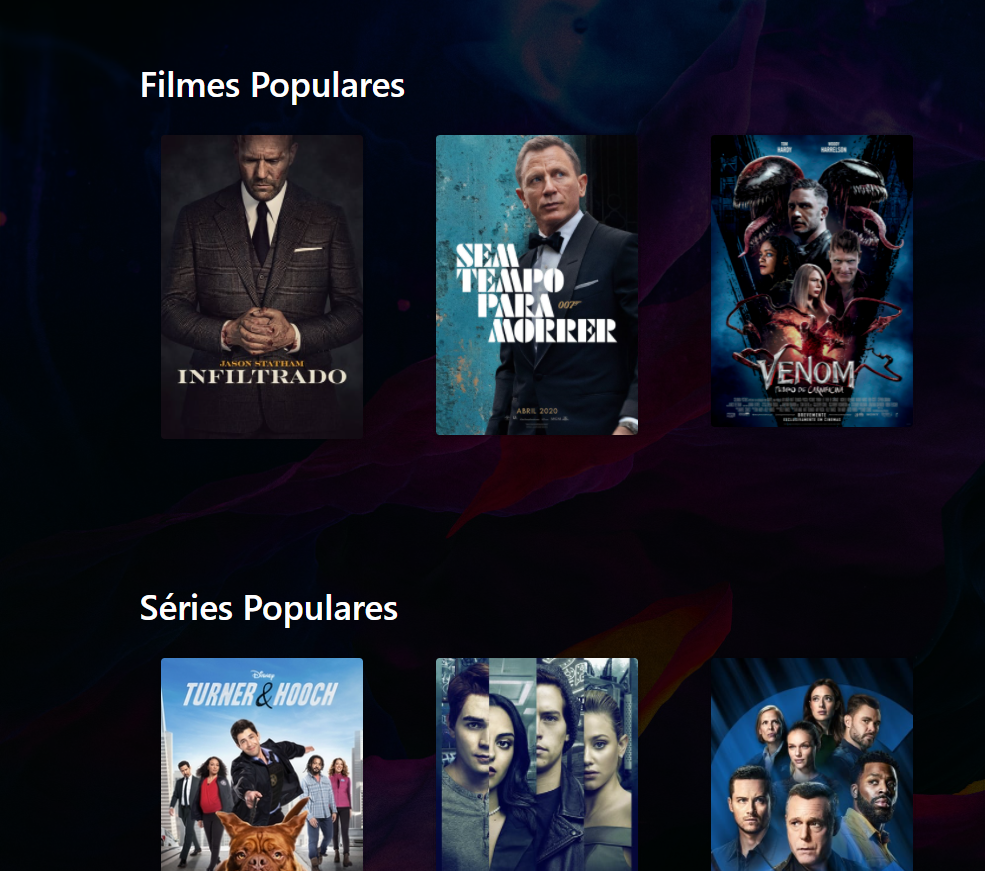 Filmes Populares
JASON STATHAM
INFILTRADO
SEM
TEMPO
PARA
007
MORRER
ABRIL 2020
TOM
HARDY
WOODY
HARRELSON
VENOM
TEMPO DE CARNIFICINA
BREVEMENTE
EXCLUSIVAMENTE EM CINEMAS
Séries Populares
Disney
TURNER & HOOCH